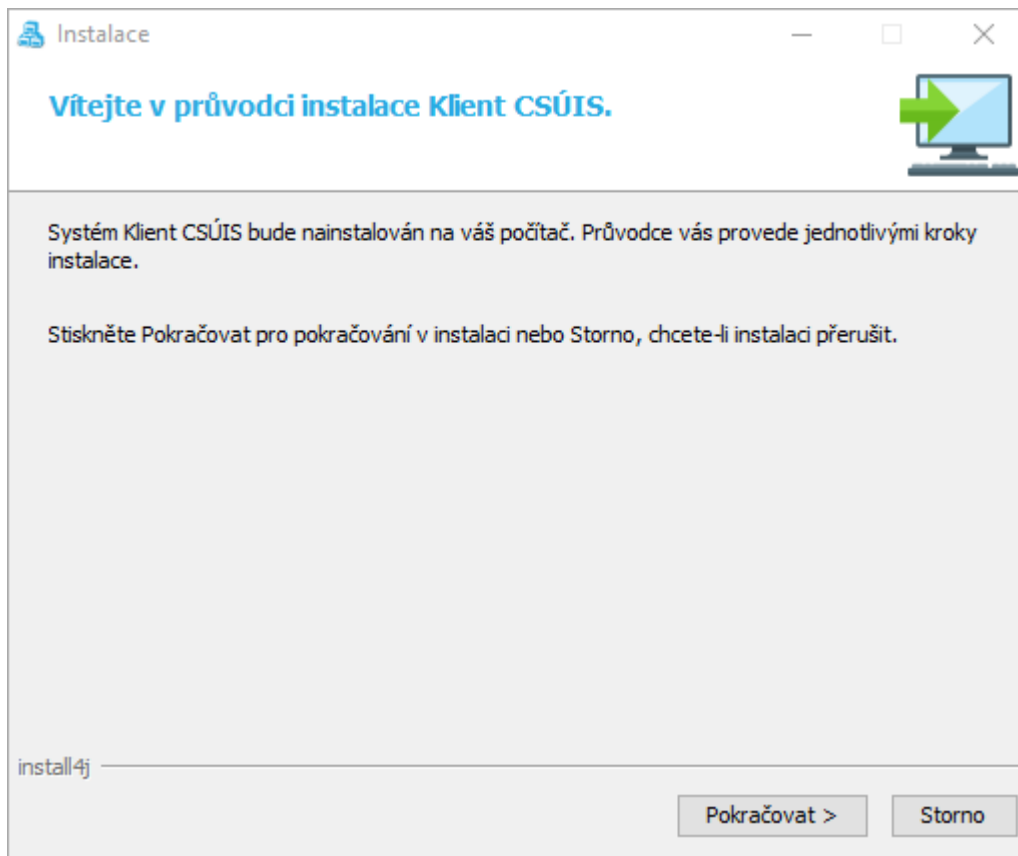 Instalace
Vítejte v průvodci instalace Klient CSÚIS.
Systém Klient CSÚIS bude nainstalován na váš počítač. Průvodce vás provede jednotlivými kroky
instalace.
Stiskněte Pokračovat pro pokračování v instalaci nebo Storno, chcete-li instalaci přerušit.
install4j
Pokračovat >
Storno